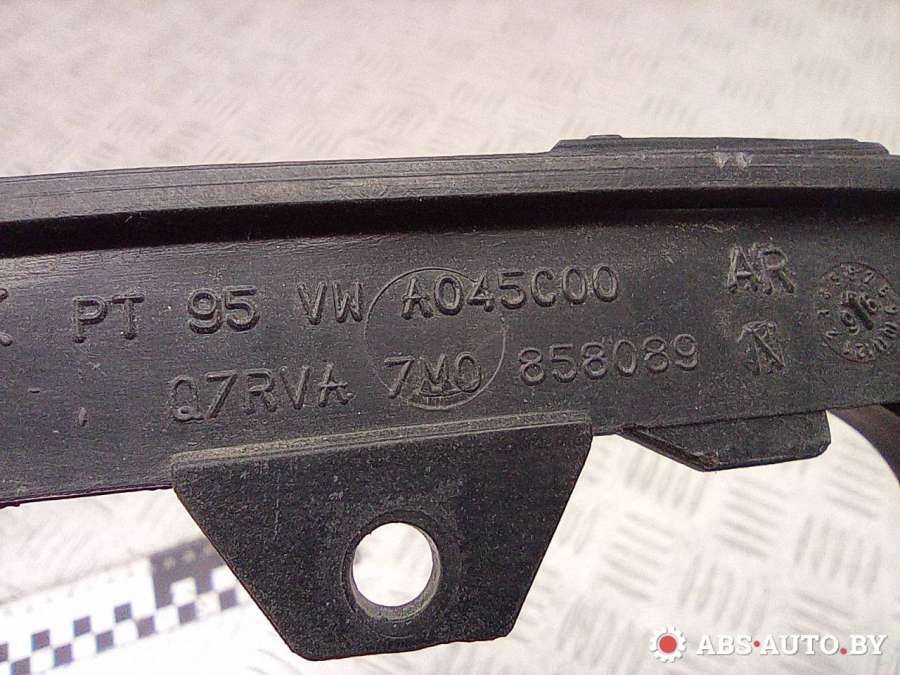 PT 95 VW A045C00 AR
Q7RVA 7M0 858089
ABS-AUTO.BY